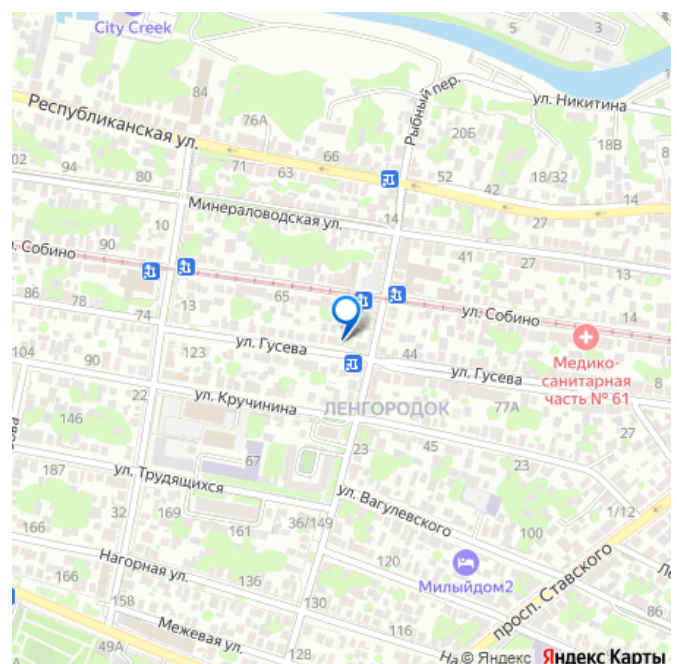 City Creek
5
3
1
ул. Никитина
Рыбный пер.
84
Республиканская ул.
76А
20Б
18В
66
71
63
102
94
80
52
42
18/32
14
27
Минераловодская ул.
14
10
90
л. Собино
41
27
13
65
ул. Собино
14
86
78
74
13
ул. Гусева
44
Медико-
санитарная
часть № 61
104
90
123
ул. Гусева
8
22
ул. Кручинина
ЛЕНГОРОДОК
77А
146
27
23
45
67
23
187
ул. Трудящихся
ул. Вагулевского
1/12
32
169
161
36/149
166
100
просп. Ставского
Нагорная ул.
120
Милыйдом2
166
136
86
158
130
Межевая ул.
116
49А
128
На
© Яндекс Яндекс Карты